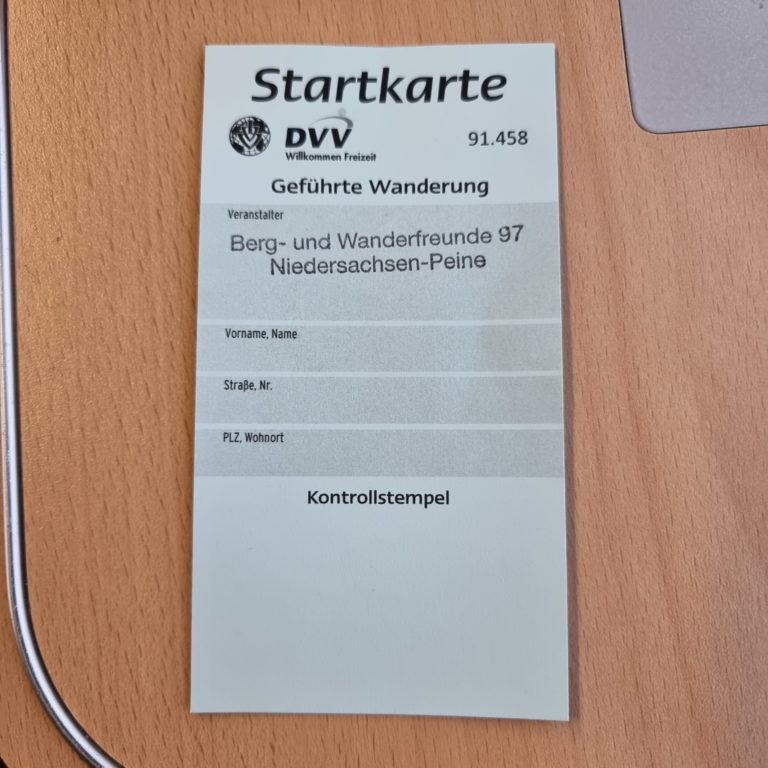 Startkarte
DVV
Willkommen Freizeit
91.458
Geführte Wanderung
Veranstalter
Berg- und Wanderfreunde 97
Niedersachsen-Peine
Vorname, Name
Straße, Nr.
PLZ, Wohnort
Kontrollstempel